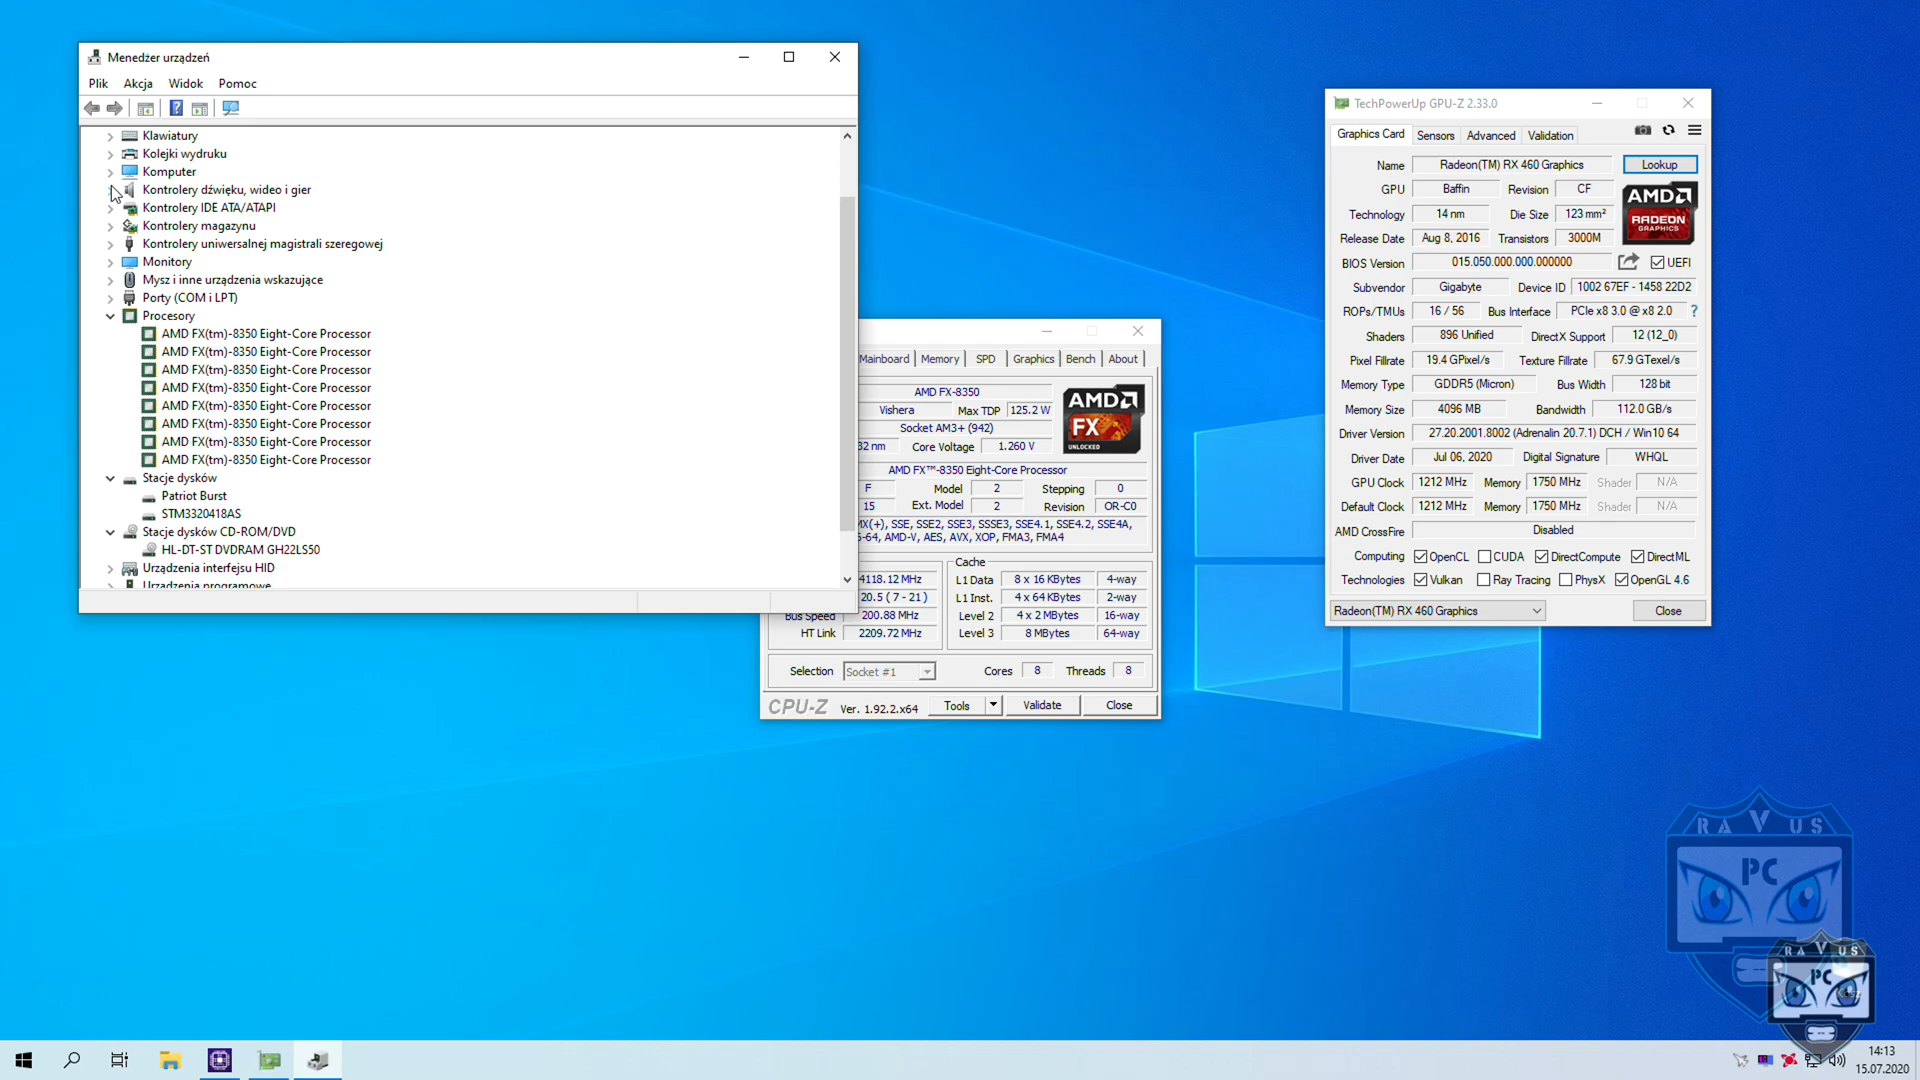 Menedżer urządzeń
Plik Akcja Widok Pomoc
Klawiatury
Kolejki wydruku
Komputer
Kontrolery dźwięku, wideo i gier
Kontrolery IDE ATA/ATAPI
Kontrolery magazynu
Kontrolery uniwersalnej magistrali szeregowej
Monitory
Mysz i inne urządzenia wskazujące
Porty (COM i LPT)
Procesory
AMD FX(tm)-8350 Eight-Core Processor
AMD FX(tm)-8350 Eight-Core Processor
AMD FX(tm)-8350 Eight-Core Processor
AMD FX(tm)-8350 Eight-Core Processor
AMD FX(tm)-8350 Eight-Core Processor
AMD FX(tm)-8350 Eight-Core Processor
AMD FX(tm)-8350 Eight-Core Processor
AMD FX(tm)-8350 Eight-Core Processor
Stacje dysków
Patriot Burst
STM3320418AS
Stacje dysków CD-ROM/DVD
HL-DT-ST DVDRAM GH22LS50
Urządzenia interfejsu HID
Urządzenia programowe
Mainboard Memory SPD Graphics Bench About
AMD FX-8350
Vishera Max TDP 125.2 W
Socket AM3+ (942)
32 nm Core Voltage 1.260 V
AMD FX UNLOCKED
AMD FX™-8350 Eight-Core Processor
F Model 2 Stepping 0
15 Ext. Model 2 Revision OR-C0
MX(+), SSE, SSE2, SSE3, SSSE3, SSE4.1, SSE4.2, SSE4A,
-64, AMD-V, AES, AVX, XOP, FMA3, FMA4
Cache
4118.12 MHz L1 Data 8 x 16 KBytes 4-way
20.5 ( 7 - 21 ) L1 Inst. 4 x 64 KBytes 2-way
Bus Speed 200.88 MHz Level 2 4 x 2 MBytes 16-way
HT Link 2209.72 MHz Level 3 8 MBytes 64-way
Selection Socket #1 Cores 8 Threads 8
CPU-Z Ver. 1.92.2.x64 Tools Validate Close
TechPowerUp GPU-Z 2.33.0
Graphics Card Sensors Advanced Validation
Name Radeon(TM) RX 460 Graphics Lookup
GPU Baffin Revision CF
Technology 14 nm Die Size 123 mm²
Release Date Aug 8, 2016 Transistors 3000M
AMD RADEON GRAPHICS
BIOS Version 015.050.000.000.000000 UEFI
Subvendor Gigabyte Device ID 1002 67EF - 1458 22D2
ROPs/TMUs 16 / 56 Bus Interface PCIe x8 3.0 @ x8 2.0 ?
Shaders 896 Unified DirectX Support 12 (12_0)
Pixel Fillrate 19.4 GPixel/s Texture Fillrate 67.9 GTexel/s
Memory Type GDDR5 (Micron) Bus Width 128 bit
Memory Size 4096 MB Bandwidth 112.0 GB/s
Driver Version 27.20.2001.8002 (Adrenalin 20.7.1) DCH / Win10 64
Driver Date Jul 06, 2020 Digital Signature WHQL
GPU Clock 1212 MHz Memory 1750 MHz Shader N/A
Default Clock 1212 MHz Memory 1750 MHz Shader N/A
AMD CrossFire Disabled
Computing OpenCL CUDA DirectCompute DirectML
Technologies Vulkan Ray Tracing PhysX OpenGL 4.6
Radeon(TM) RX 460 Graphics Close
RAVUS
PC
RAVUS
PC
14:13
15.07.2020